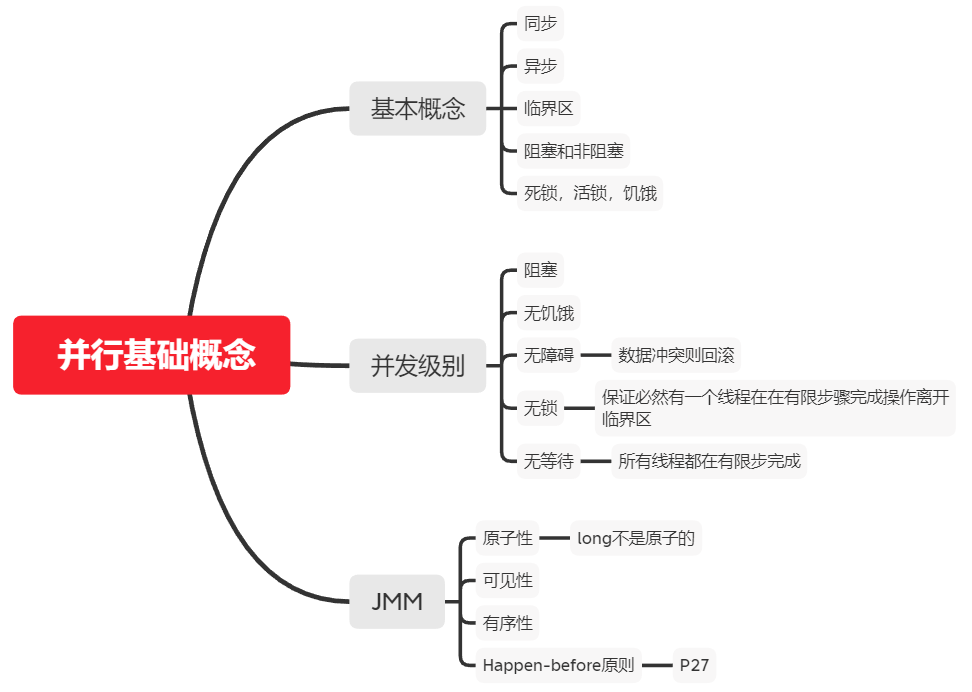 并行基础概念
基本概念
同步
异步
临界区
阻塞和非阻塞
死锁，活锁，饥饿
并发级别
阻塞
无饥饿
无障碍
数据冲突则回滚
无锁
保证必然有一个线程在在有限步骤完成操作离开
临界区
无等待
所有线程都在有限步完成
JMM
原子性
long不是原子的
可见性
有序性
Happen-before原则
P27